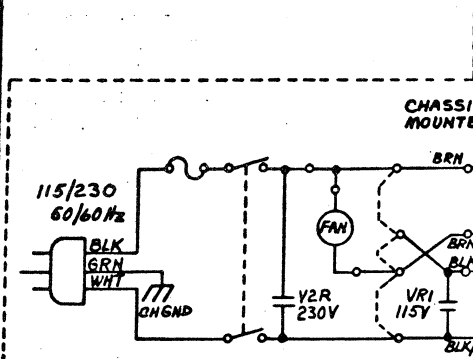 CHASSI
MOUNTE
BRN
115/230
60/60Hz
BLK
GRN
WHT
CHGND
V2R
230V
FAN
BRN
BLK
VR1
115V
BLK/